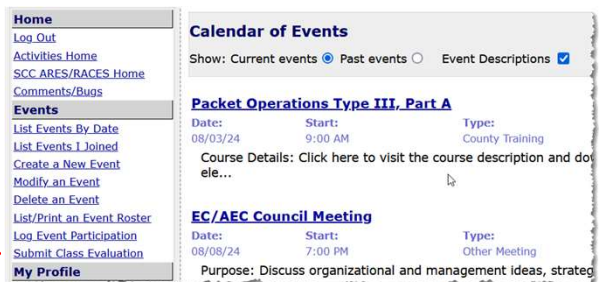 Home
Log Out
Activities Home
SCC ARES/RACES Home
Comments/Bugs
Events
List Events By Date
List Events I Joined
Create a New Event
Modify an Event
Delete an Event
List/Print an Event Roster
Log Event Participation
Submit Class Evaluation
My Profile
Calendar of Events
Show: Current events Past events Event Descriptions
Packet Operations Type III, Part A
Date: Start: Type:
08/03/24 9:00 AM County Training
Course Details: Click here to visit the course description and
ele...
EC/AEC Council Meeting
Date: Start: Type:
08/08/24 7:00 PM Other Meeting
Purpose: Discuss organizational and management ideas,